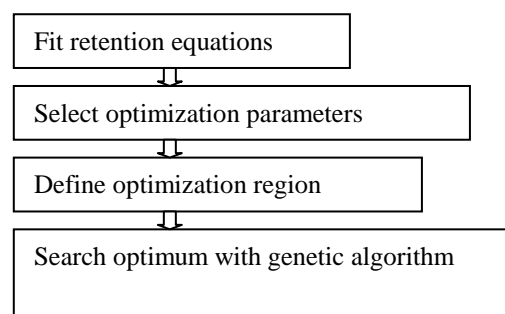 Fit retention equations
Select optimization parameters
Define optimization region
Search optimum with genetic algorithm